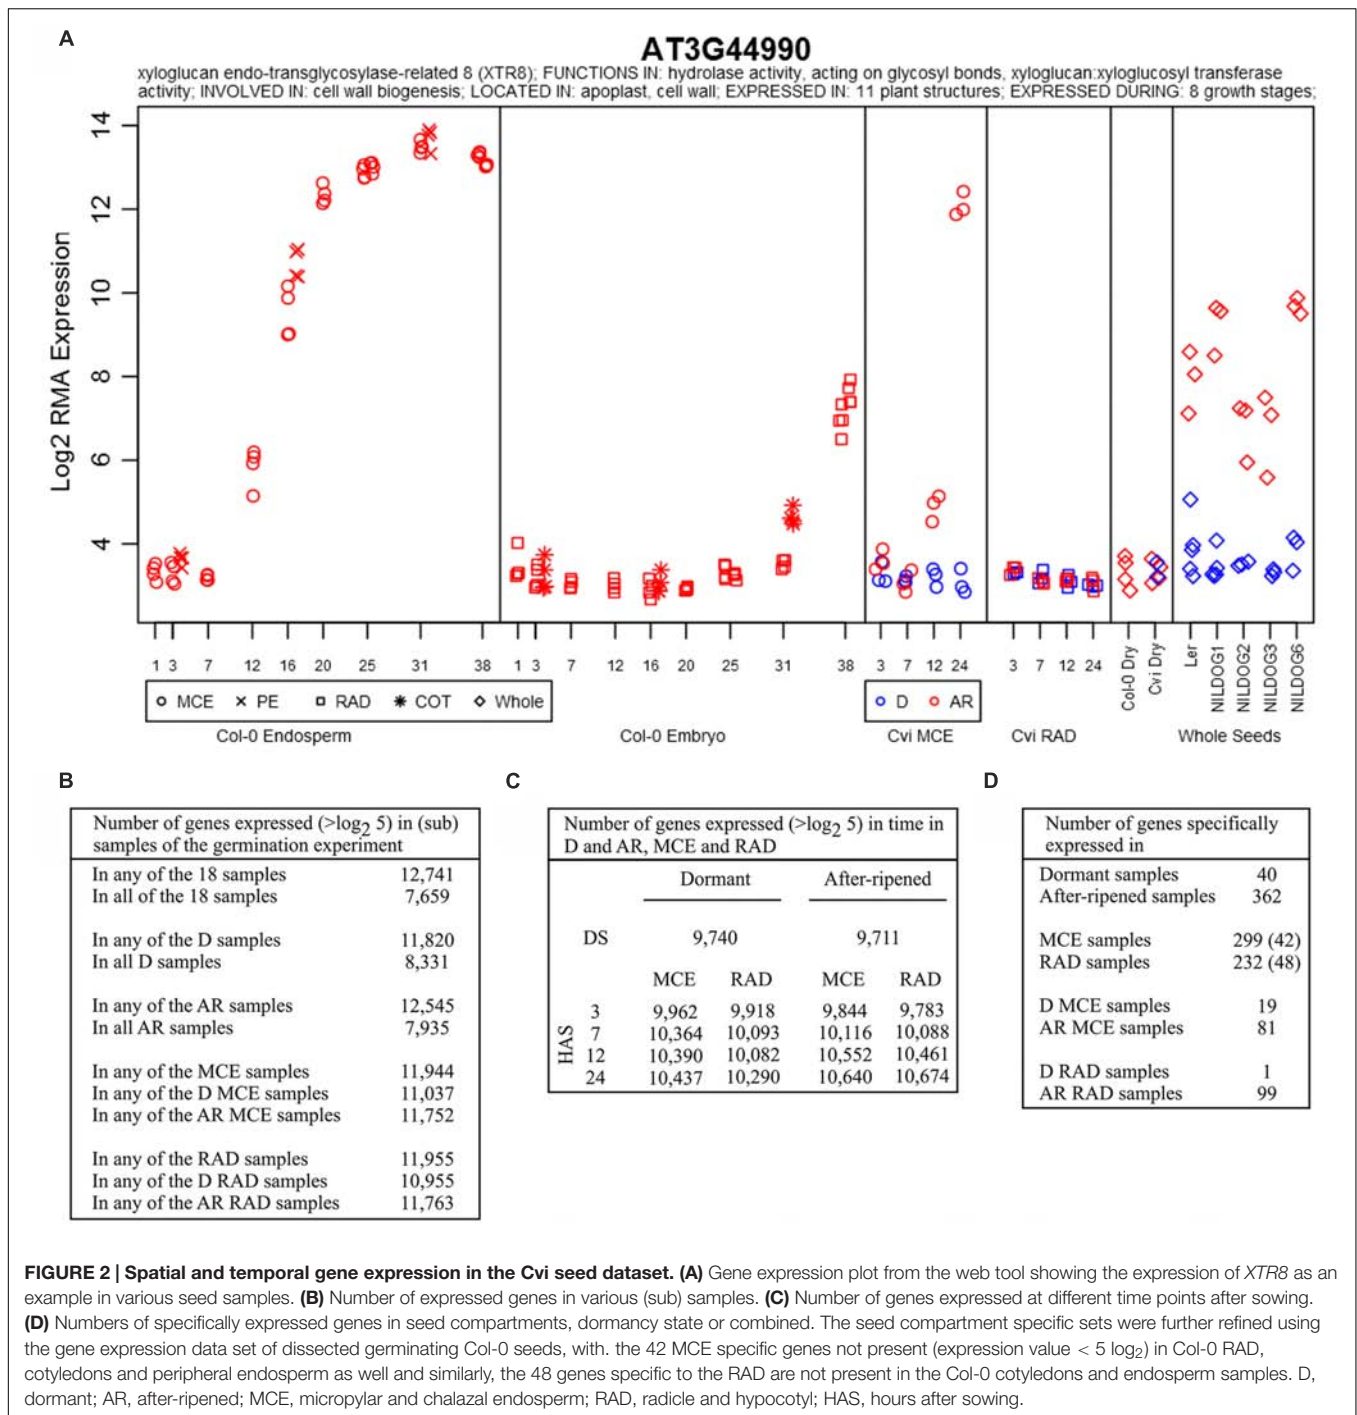 A
AT3G44990
xyloglucan endo-transglycosylase-related 8 (XTR8); FUNCTIONS IN: hydrolase activity, acting on glycosyl bonds, xyloglucan:xyloglucosyl transferase
activity; INVOLVED IN: cell wall biogenesis; LOCATED IN: apoplast, cell wall; EXPRESSED IN: 11 plant structures; EXPRESSED DURING: 8 growth stages;
Log2 RMA Expression
14
12
10
8
6
4
1 3 7 12 16 20 25 31 38 1 3 7 12 16 20 25 31 38 3 7 12 24 3 7 12 24 Col-0 Dry Cvi Dry Ler NILDOG1 NILDOG2 NILDOG3 NILDOG6
MCE PE RAD COT Whole D AR
Col-0 Endosperm Col-0 Embryo Cvi MCE Cvi RAD Whole Seeds
B
Number of genes expressed (>log2 5) in (sub)
samples of the germination experiment
In any of the 18 samples 12,741
In all of the 18 samples 7,659
In any of the D samples 11,820
In all D samples 8,331
In any of the AR samples 12,545
In all AR samples 7,935
In any of the MCE samples 11,944
In any of the D MCE samples 11,037
In any of the AR MCE samples 11,752
In any of the RAD samples 11,955
In any of the D RAD samples 10,955
In any of the AR RAD samples 11,763
C
Number of genes expressed (>log2 5) in time in
D and AR, MCE and RAD
Dormant After-ripened
DS 9,740 9,711
MCE RAD MCE RAD
HAS
3 9,962 9,918 9,844 9,783
7 10,364 10,093 10,116 10,088
12 10,390 10,082 10,552 10,461
24 10,437 10,290 10,640 10,674
D
Number of genes specifically
expressed in
Dormant samples 40
After-ripened samples 362
MCE samples 299 (42)
RAD samples 232 (48)
D MCE samples 19
AR MCE samples 81
D RAD samples 1
AR RAD samples 99
FIGURE 2 | Spatial and temporal gene expression in the Cvi seed dataset. (A) Gene expression plot from the web tool showing the expression of XTR8 as an
example in various seed samples. (B) Number of expressed genes in various (sub) samples. (C) Number of genes expressed at different time points after sowing.
(D) Numbers of specifically expressed genes in seed compartments, dormancy state or combined. The seed compartment specific sets were further refined using
the gene expression data set of dissected germinating Col-0 seeds, with. the 42 MCE specific genes not present (expression value < 5 log2) in Col-0 RAD,
cotyledons and peripheral endosperm as well and similarly, the 48 genes specific to the RAD are not present in the Col-0 cotyledons and endosperm samples. D,
dormant; AR, after-ripened; MCE, micropylar and chalazal endosperm; RAD, radicle and hypocotyl; HAS, hours after sowing.